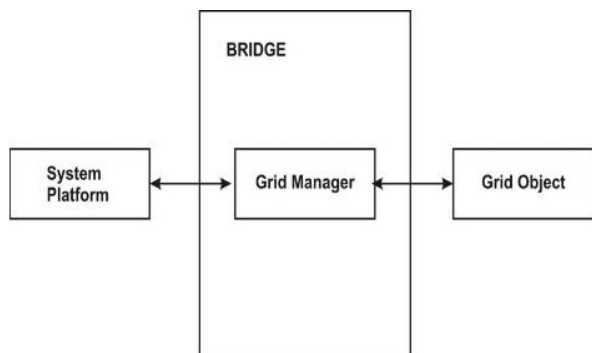 BRIDGE
System
Platform
Grid Manager
Grid Object